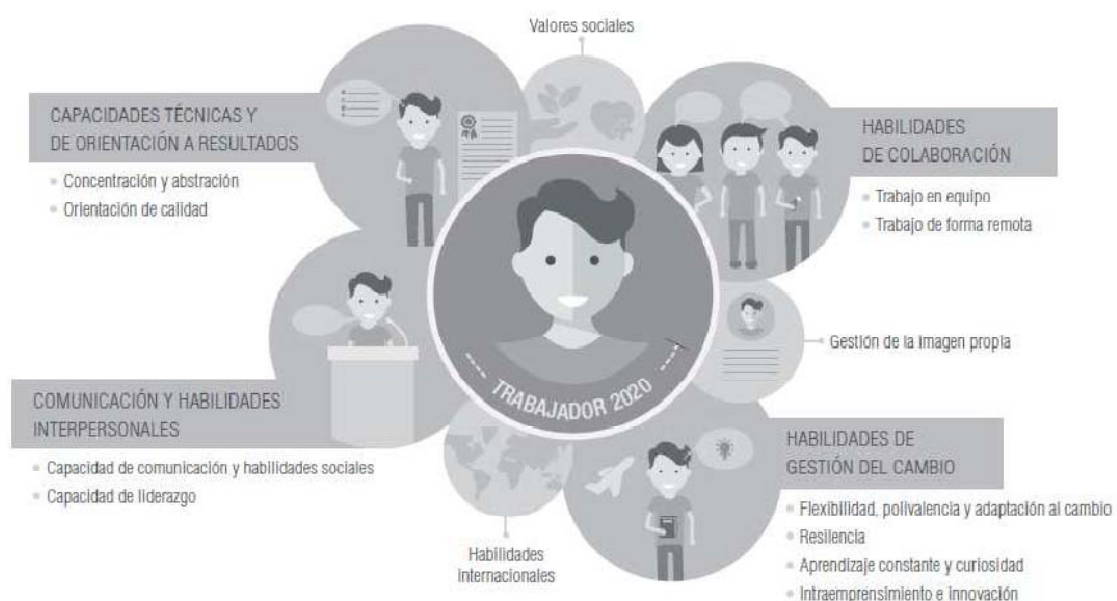 Valores sociales
CAPACIDADES TÉCNICAS Y
DE ORIENTACIÓN A RESULTADOS
• Concentración y abstración
• Orientación de calidad
HABILIDADES
DE COLABORACIÓN
• Trabajo en equipo
• Trabajo de forma remota
Gestión de la imagen propia
TRABAJADOR 2020
COMUNICACIÓN Y HABILIDADES
INTERPERSONALES
• Capacidad de comunicación y habilidades sociales
• Capacidad de liderazgo
Habilidades
internacionales
HABILIDADES DE
GESTIÓN DEL CAMBIO
• Flexibilidad, polivalencia y adaptación al cambio
• Resilencia
• Aprendizaje constante y curiosidad
• Intraemprensimiento e innovación